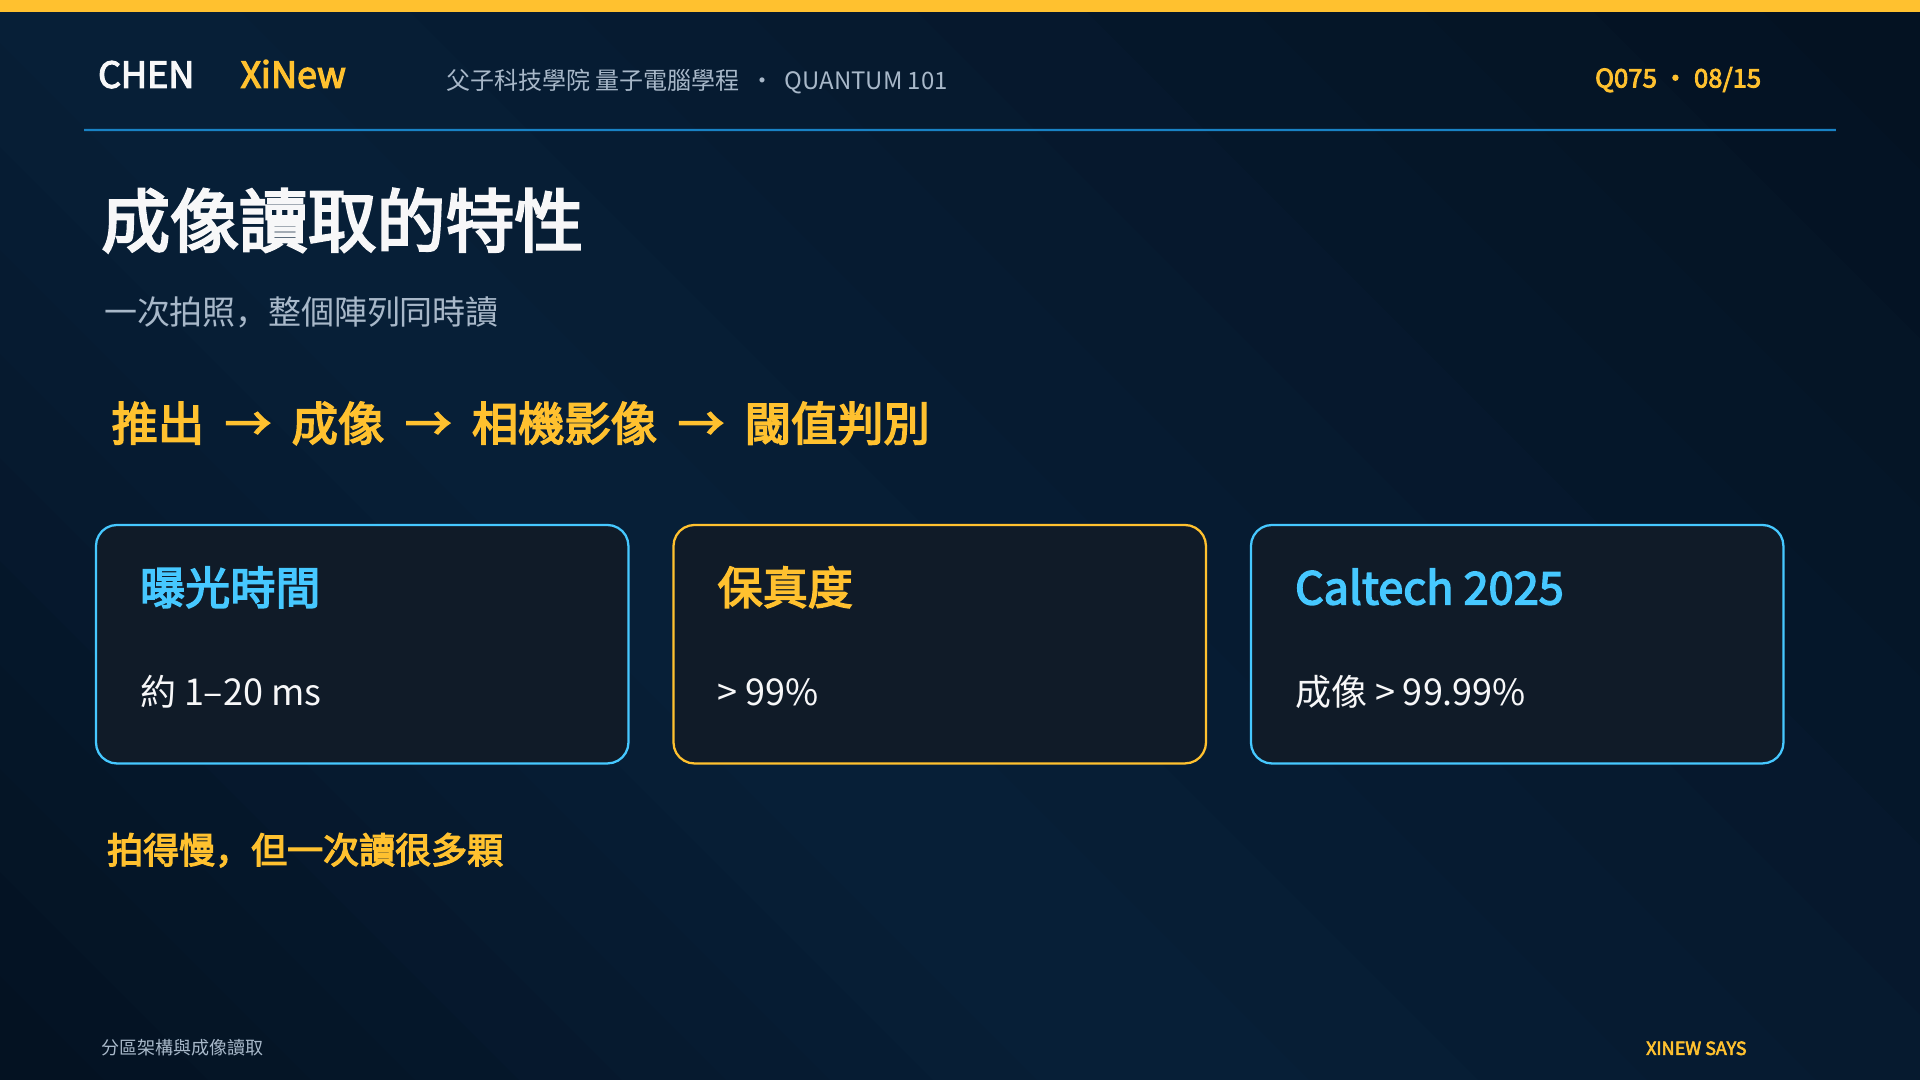 CHEN XiNew 父子科技學院 量子電腦學程 · QUANTUM 101 Q075 · 08/15
成像讀取的特性
一次拍照，整個陣列同時讀
推出 → 成像 → 相機影像 → 閾值判別
曝光時間
約 1–20 ms
保真度
> 99%
Caltech 2025
成像 > 99.99%
拍得慢，但一次讀很多顆
分區架構與成像讀取
XINEW SAYS